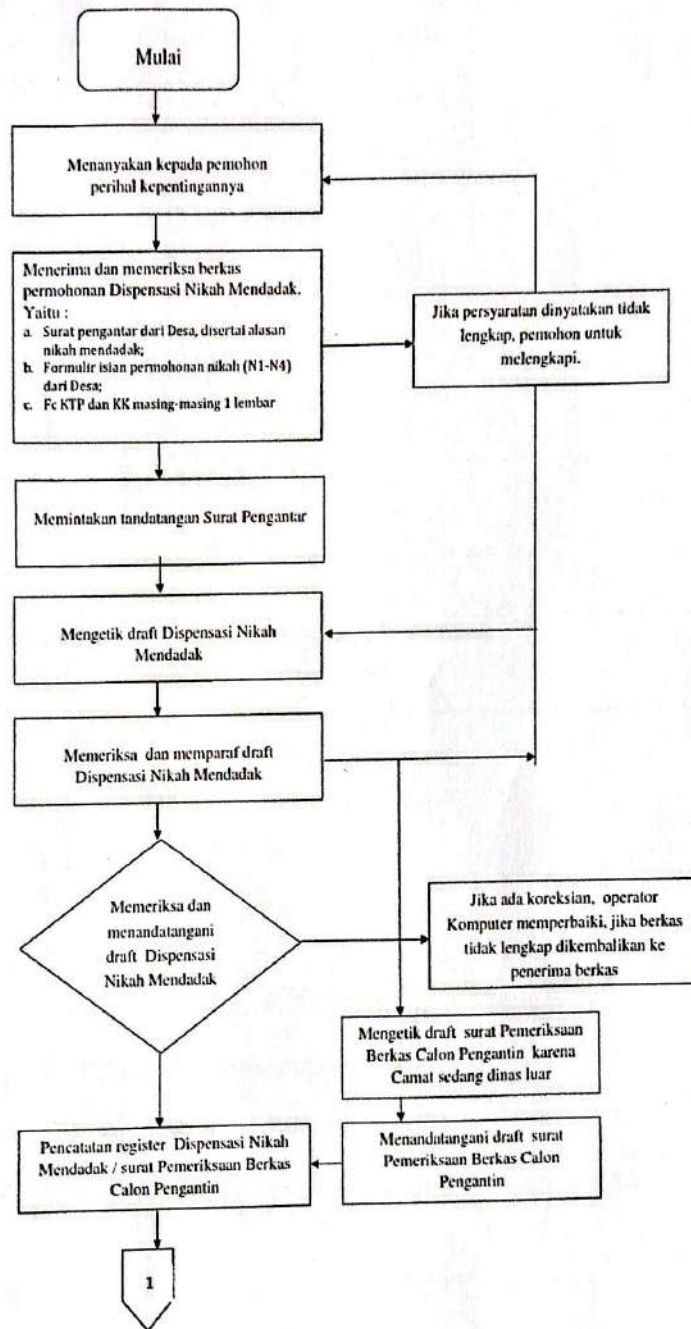 Mulai
Menanyakan kepada pemohon
perihal kepentingannya
Menerima dan memeriksa berkas
permohonan Dispensasi Nikah Mendadak.
Yaitu :
a. Surat pengantar dari Desa, disertai alasan
nikah mendadak;
b. Formulir isian permohonan nikah (N1-N4)
dari Desa;
c. Fc KTP dan KK masing-masing 1 lembar
Jika persyaratan dinyatakan tidak
lengkap, pemohon untuk
melengkapi.
Memintakan tandatangan Surat Pengantar
Mengetik draft Dispensasi Nikah
Mendadak
Memeriksa dan memparaf draft
Dispensasi Nikah Mendadak
Memeriksa dan
menandatangani
draft Dispensasi
Nikah Mendadak
Jika ada koreksian, operator
Komputer memperbaiki, jika berkas
tidak lengkap dikembalikan ke
penerima berkas
Mengetik draft surat Pemeriksaan
Berkas Calon Pengantin karena
Camat sedang dinas luar
Menandatangani draft surat
Pemeriksaan Berkas Calon
Pengantin
Pencatatan register Dispensasi Nikah
Mendadak / surat Pemeriksaan Berkas
Calon Pengantin
1